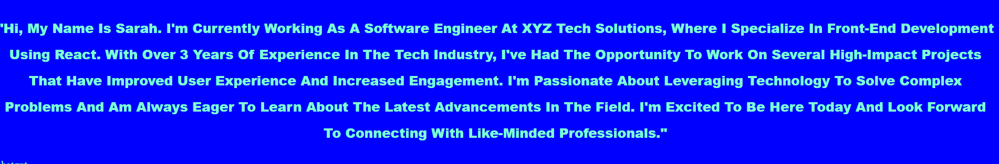 "Hi, My Name Is Sarah. I'm Currently Working As A Software Engineer At XYZ Tech Solutions, Where I Specialize In Front-End Development
Using React. With Over 3 Years Of Experience In The Tech Industry, I've Had The Opportunity To Work On Several High-Impact Projects
That Have Improved User Experience And Increased Engagement. I'm Passionate About Leveraging Technology To Solve Complex
Problems And Am Always Eager To Learn About The Latest Advancements In The Field. I'm Excited To Be Here Today And Look Forward
To Connecting With Like-Minded Professionals."